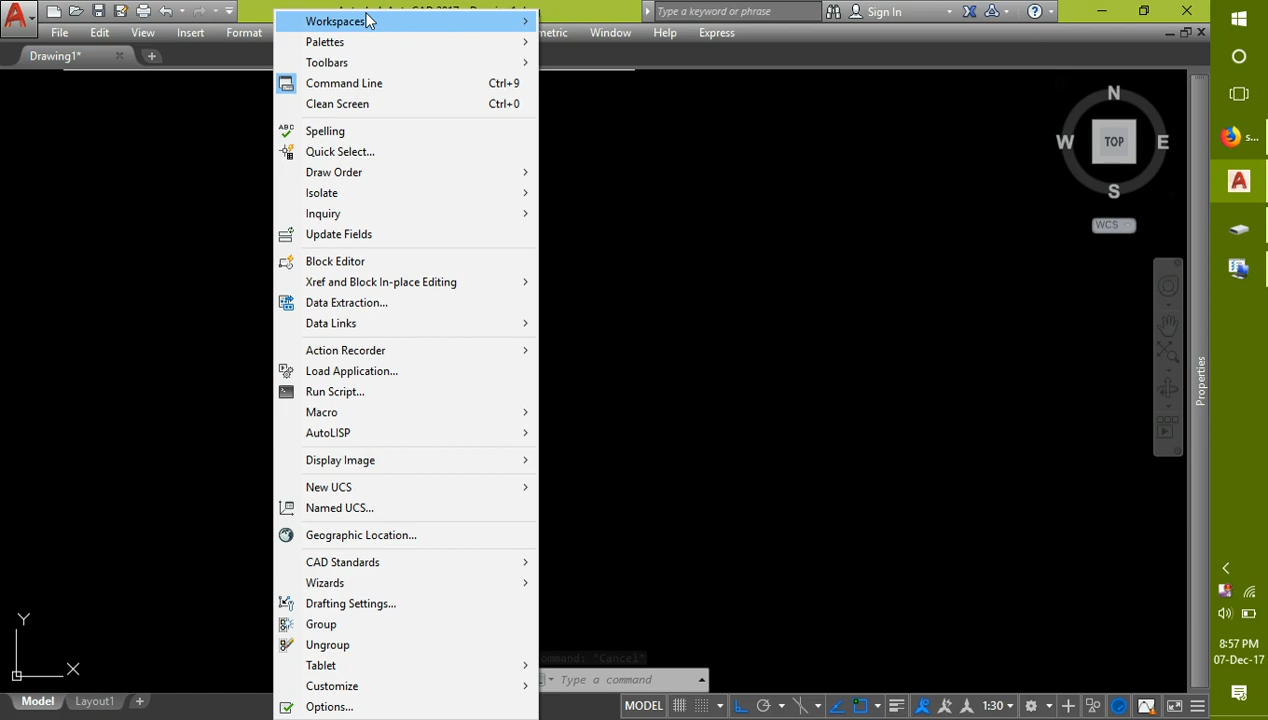 Type a keyword or phrase
Sign In
File Edit View Insert Format
Window Help Express
Drawing1*
Workspaces
Palettes
Toolbars
Command Line Ctrl+9
Clean Screen Ctrl+0
ABC Spelling
Quick Select...
Draw Order
Isolate
Inquiry
Update Fields
Block Editor
Xref and Block In-place Editing
Data Extraction...
Data Links
Action Recorder
Load Application...
Run Script...
Macro
AutoLISP
Display Image
New UCS
Named UCS...
Geographic Location...
CAD Standards
Wizards
Drafting Settings...
Group
Ungroup
Tablet
Customize
Options...
N
W TOP E
S
WCS
Properties
Y
X
"Cancel"
Type a command
Model Layout1
MODEL
1:30
s...
8:57 PM
07-Dec-17